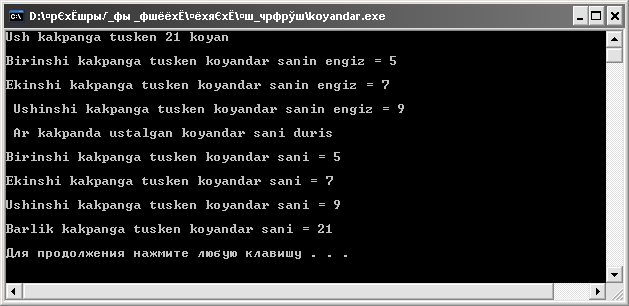 D:\¤рЄхЁшры/_фы _фшёёхЁ\¤ёхяЄхЁ\¤ш_чрфрўш\koyandar.exe
Ush kakpanga tusken 21 koyan
Birinshi kakpanga tusken koyandar sanin engiz = 5
Ekinshi kakpanga tusken koyandar sanin engiz = 7
Ushinshi kakpanga tusken koyandar sanin engiz = 9
Ar kakpanda ustalgan koyandar sani duris
Birinshi kakpanga tusken koyandar sani = 5
Ekinshi kakpanga tusken koyandar sani = 7
Ushinshi kakpanga tusken koyandar sani = 9
Barlik kakpanga tusken koyandar sani = 21
Для продолжения нажмите любую клавишу . . .